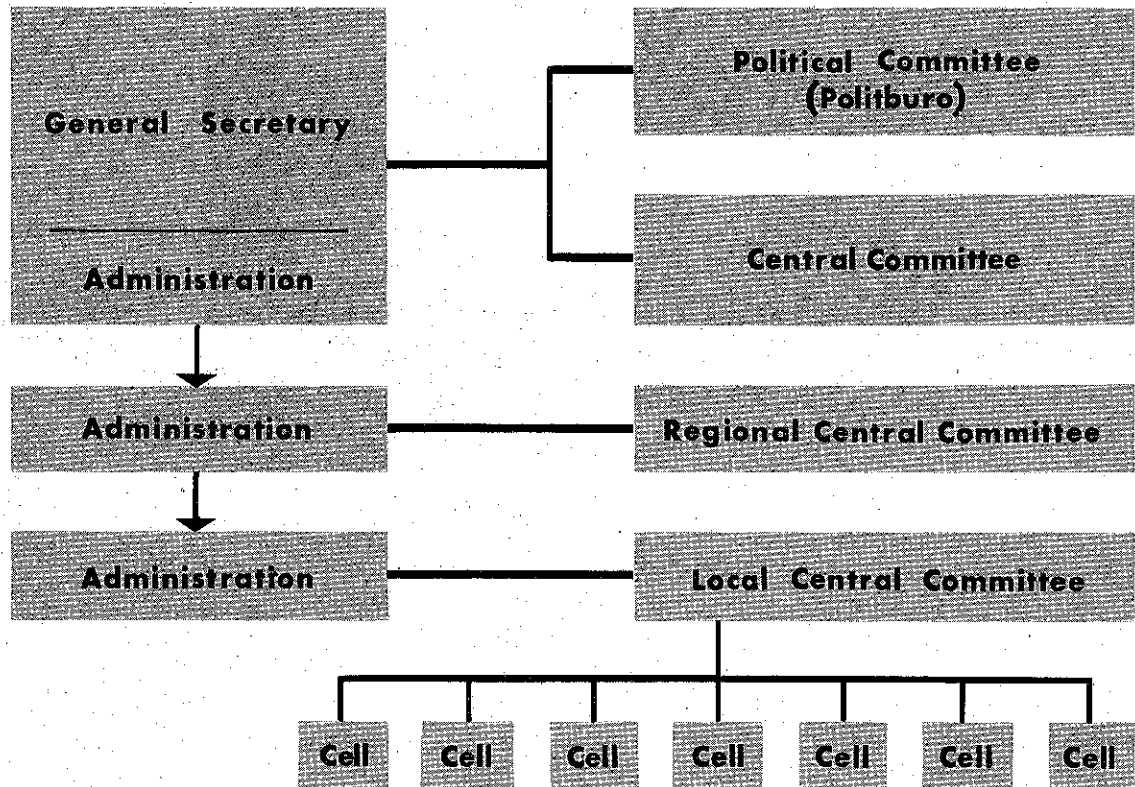 General Secretary
Administration
Political Committee
(Politburo)
Central Committee
Administration
Regional Central Committee
Administration
Local Central Committee
Cell Cell Cell Cell Cell Cell Cell